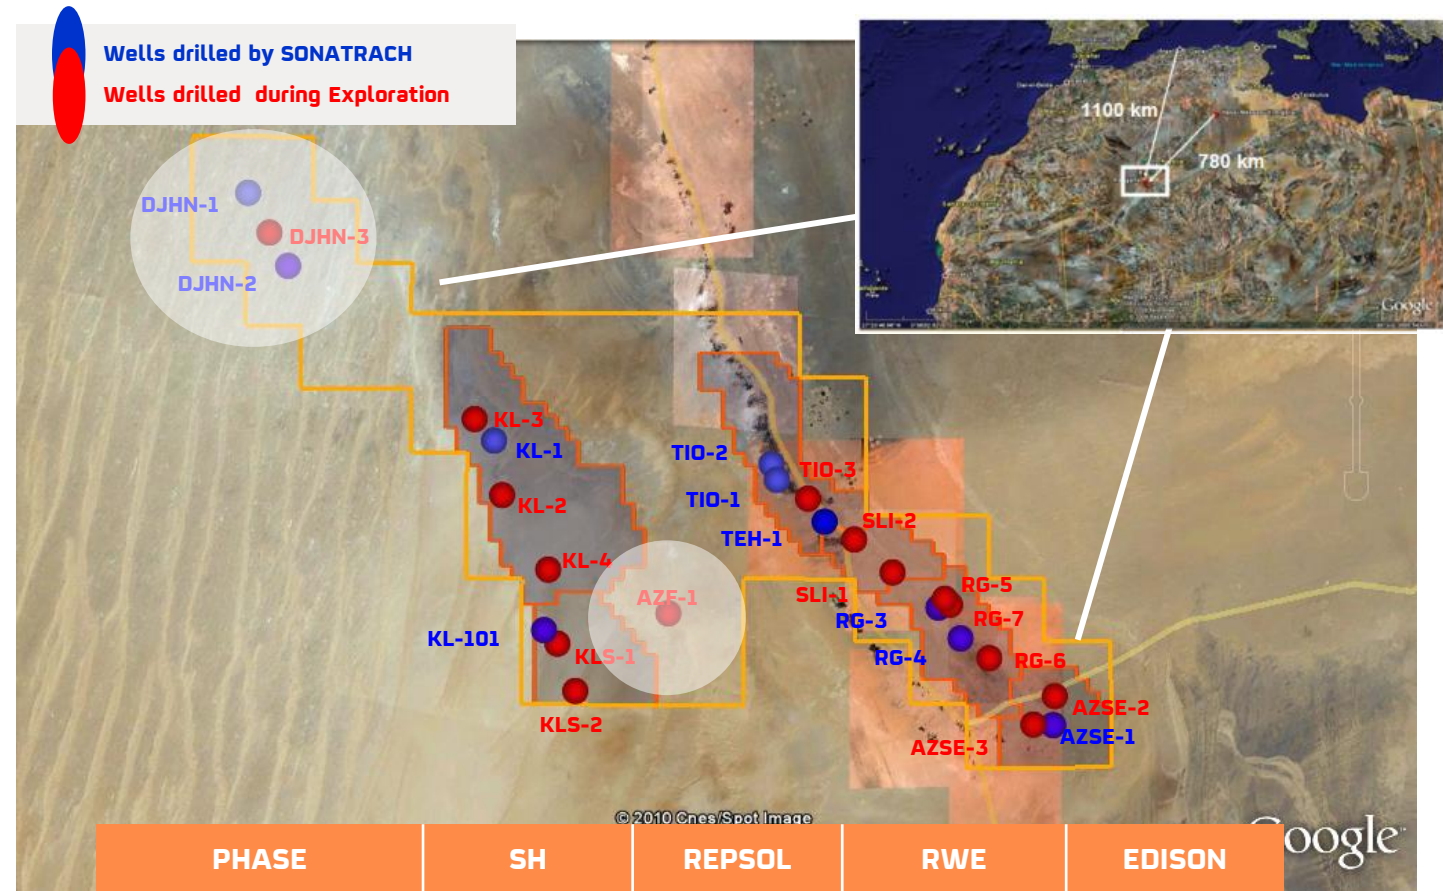 Wells drilled by SONATRACH
Wells drilled during Exploration
1100 km
780 km
Google
DJHN-1
DJHN-3
DJHN-2
KL-3
KL-1
KL-2
KL-4
AZF-1
KL-101
KLS-1
KLS-2
TIO-2
TIO-3
TIO-1
SLI-2
TEH-1
SLI-1
RG-5
RG-3
RG-7
RG-4
RG-6
AZSE-2
AZSE-1
AZSE-3
© 2010 Cnes/Spot Image
Google
PHASE SH REPSOL RWE EDISON